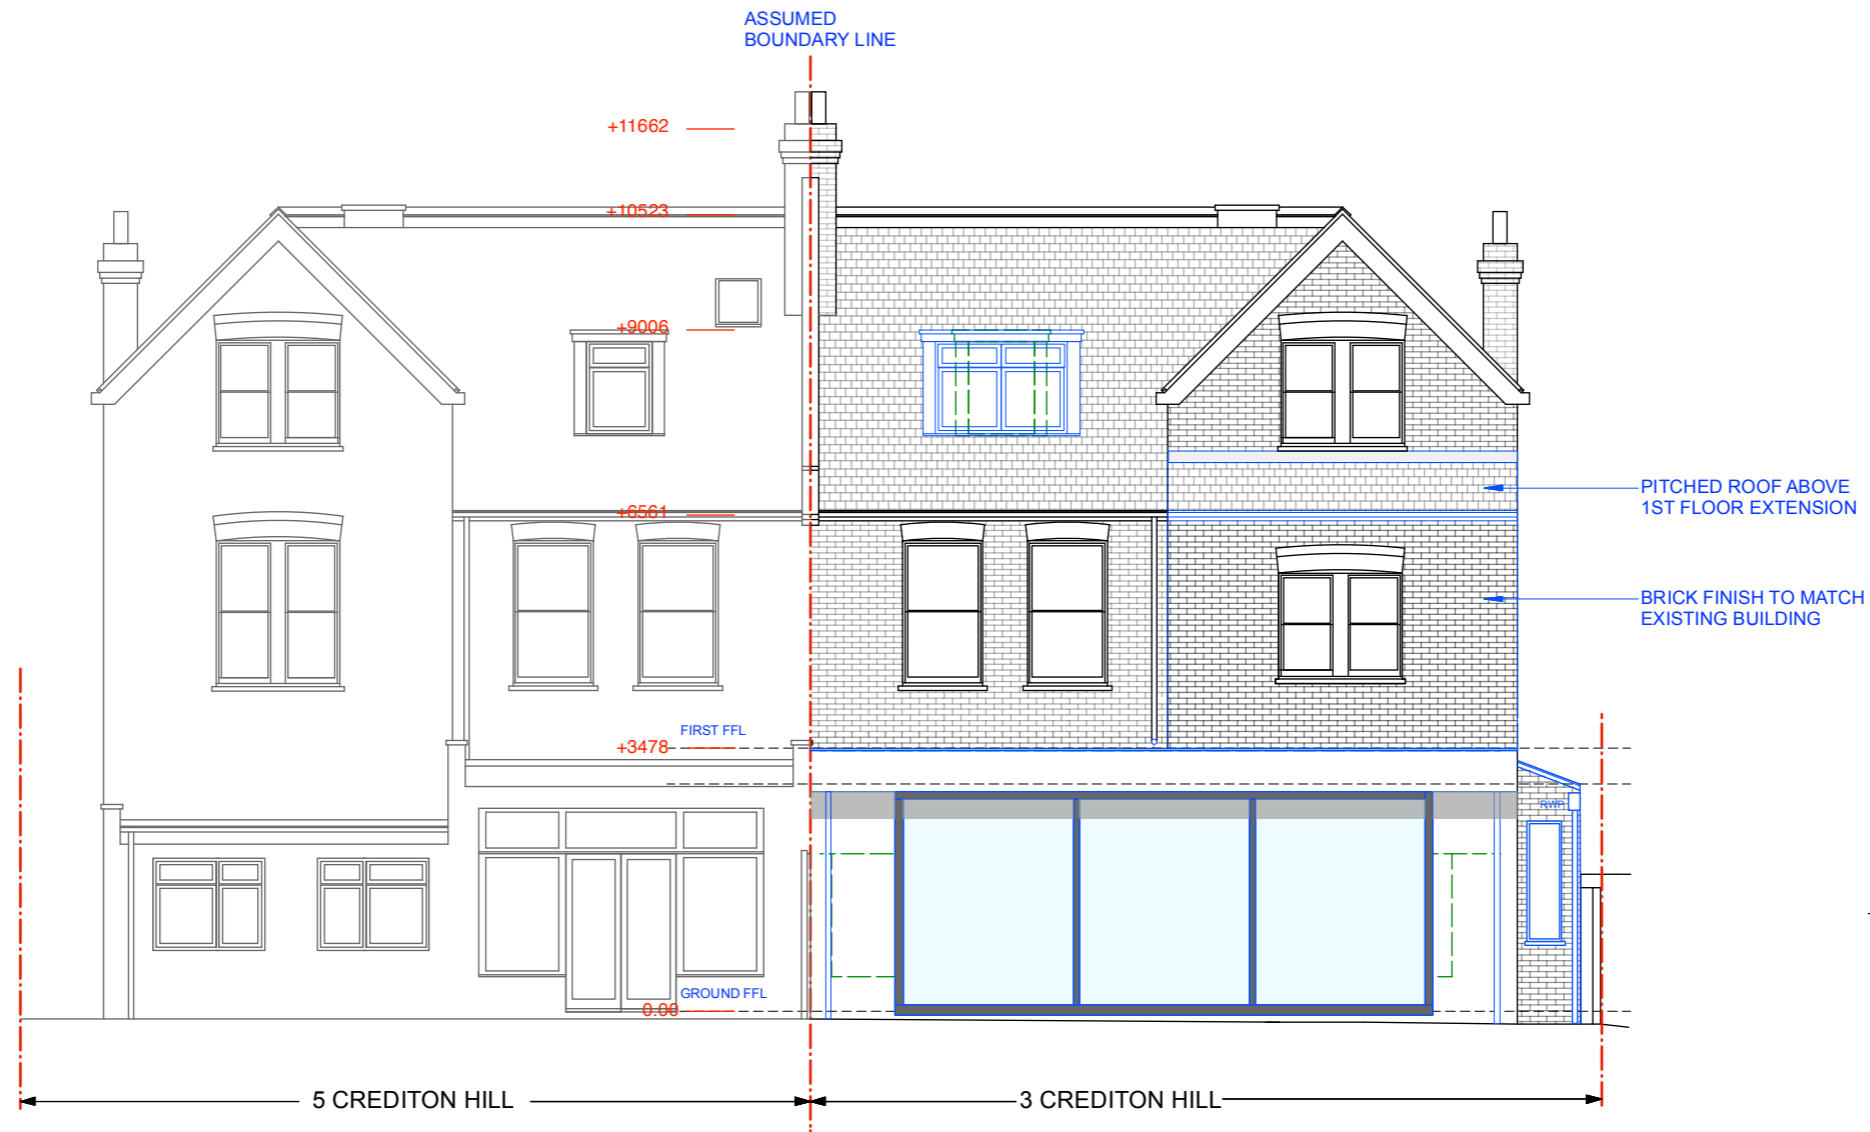 ASSUMED
BOUNDARY LINE
+11662
+10523
+9006
+6561
PITCHED ROOF ABOVE
1ST FLOOR EXTENSION
BRICK FINISH TO MATCH
EXISTING BUILDING
FIRST FFL
+3478
RWP
GROUND FFL
0.00
5 CREDITON HILL
3 CREDITON HILL